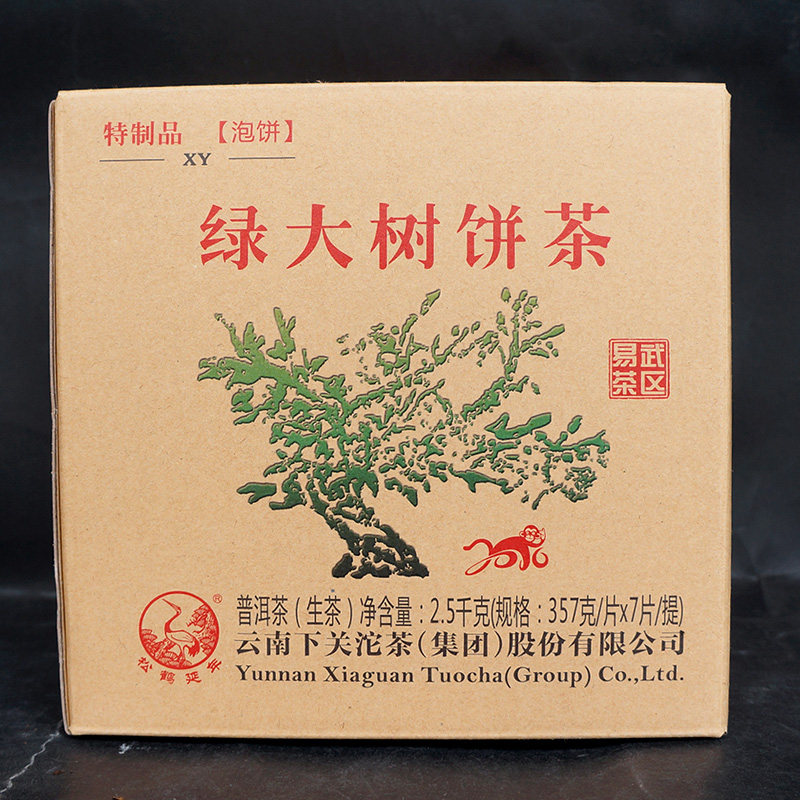 特制品 【泡饼】
XY
绿大树饼茶
易武
茶区
2016
®
松鹤延年
普洱茶(生茶)净含量:2.5千克(规格:357克/片x7片/提)
云南下关沱茶(集团)股份有限公司
Yunnan Xiaguan Tuocha(Group) Co.,Ltd.